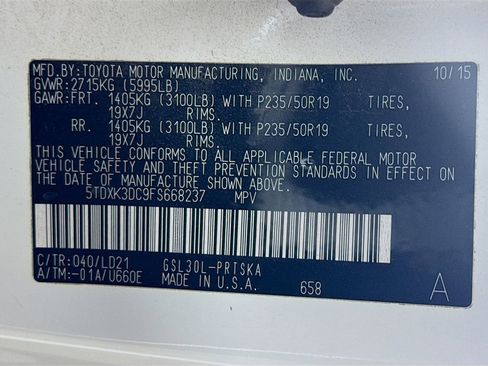 MFD.BY:TOYOTA MOTOR MANUFACTURING, INDIANA, INC. 10/15
GVWR:2715KG (5995LB)
GAWR:FRT. 1405KG (3100LB) WITH P235/50R19 TIRES,
19X7J RIMS.
RR. 1405KG (3100LB) WITH P235/50R19 TIRES,
19X7J RIMS.
THIS VEHICLE CONFORMS TO ALL APPLICABLE FEDERAL MOTOR
VEHICLE SAFETY AND THEFT PREVENTION STANDARDS IN EFFECT ON
THE DATE OF MANUFACTURE SHOWN ABOVE.
5TDXK3DC9FS668237 MPV
C/TR:040/LD21 GSL30L-PRTSKA
A/TM:-01A/U660E MADE IN U.S.A. 658 A